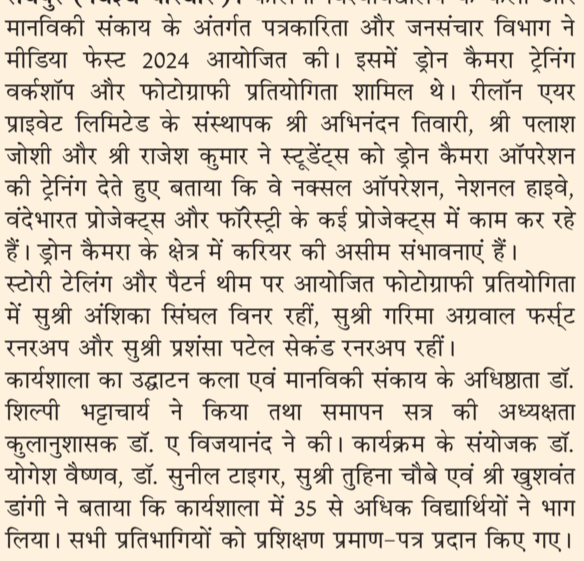 मानविकी संकाय के अंतर्गत पत्रकारिता और जनसंचार विभाग ने
मीडिया फेस्ट 2024 आयोजित की। इसमें ड्रोन कैमरा ट्रेनिंग
वर्कशॉप और फोटोग्राफी प्रतियोगिता शामिल थे। रीलॉन एयर
प्राइवेट लिमिटेड के संस्थापक श्री अभिनंदन तिवारी, श्री पलाश
जोशी और श्री राजेश कुमार ने स्टूडेंट्स को ड्रोन कैमरा ऑपरेशन
की ट्रेनिंग देते हुए बताया कि वे नक्सल ऑपरेशन, नेशनल हाइवे,
वंदेभारत प्रोजेक्ट्स और फॉरेस्ट्री के कई प्रोजेक्ट्स में काम कर रहे
हैं। ड्रोन कैमरा के क्षेत्र में करियर की असीम संभावनाएं हैं।
स्टोरी टेलिंग और पैटर्न थीम पर आयोजित फोटोग्राफी प्रतियोगिता
में सुश्री अंशिका सिंघल विनर रहीं, सुश्री गरिमा अग्रवाल फर्स्ट
रनरअप और सुश्री प्रशंसा पटेल सेकंड रनरअप रहीं।
कार्यशाला का उद्घाटन कला एवं मानविकी संकाय के अधिष्ठाता डॉ.
शिल्पी भट्टाचार्य ने किया तथा समापन सत्र की अध्यक्षता
कुलानुशासक डॉ. ए विजयानंद ने की। कार्यक्रम के संयोजक डॉ.
योगेश वैष्णव, डॉ. सुनील टाइगर, सुश्री तुहिना चौबे एवं श्री खुशवंत
डांगी ने बताया कि कार्यशाला में 35 से अधिक विद्यार्थियों ने भाग
लिया। सभी प्रतिभागियों को प्रशिक्षण प्रमाण-पत्र प्रदान किए गए।